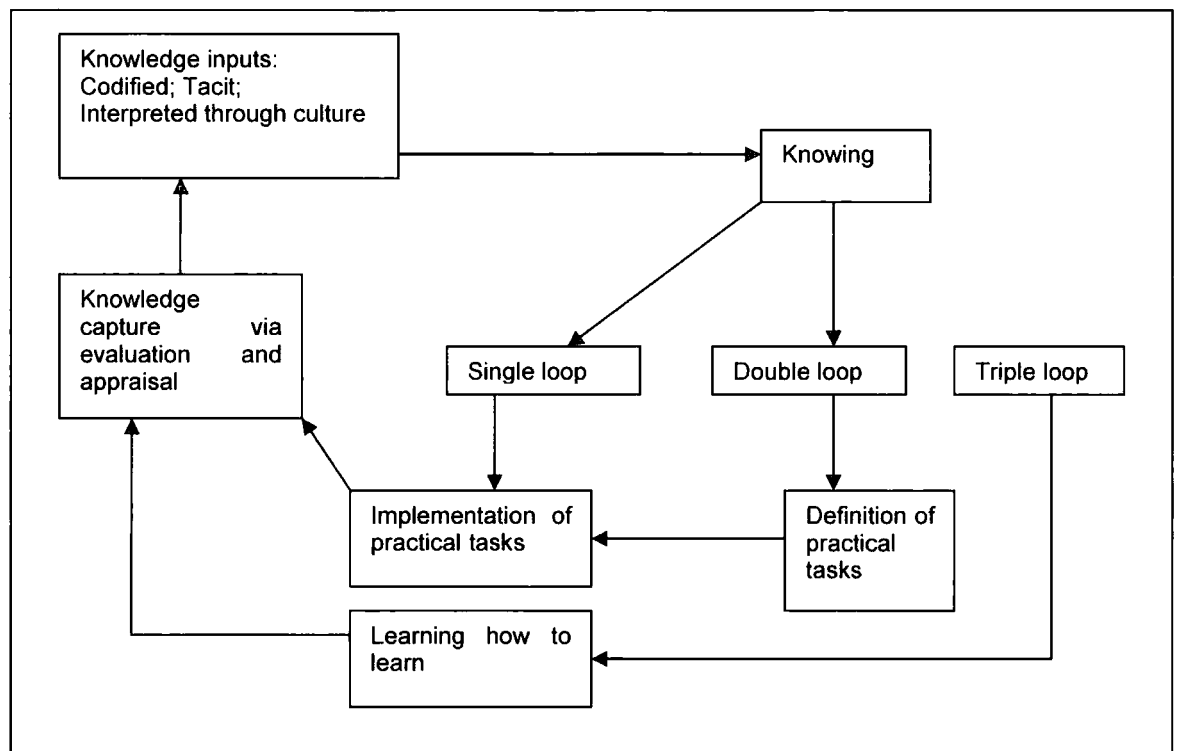 Knowledge inputs:
Codified; Tacit;
Interpreted through culture
Knowing
Knowledge
capture via
evaluation and
appraisal
Single loop
Double loop
Triple loop
Implementation of
practical tasks
Definition of
practical
tasks
Learning how to
learn